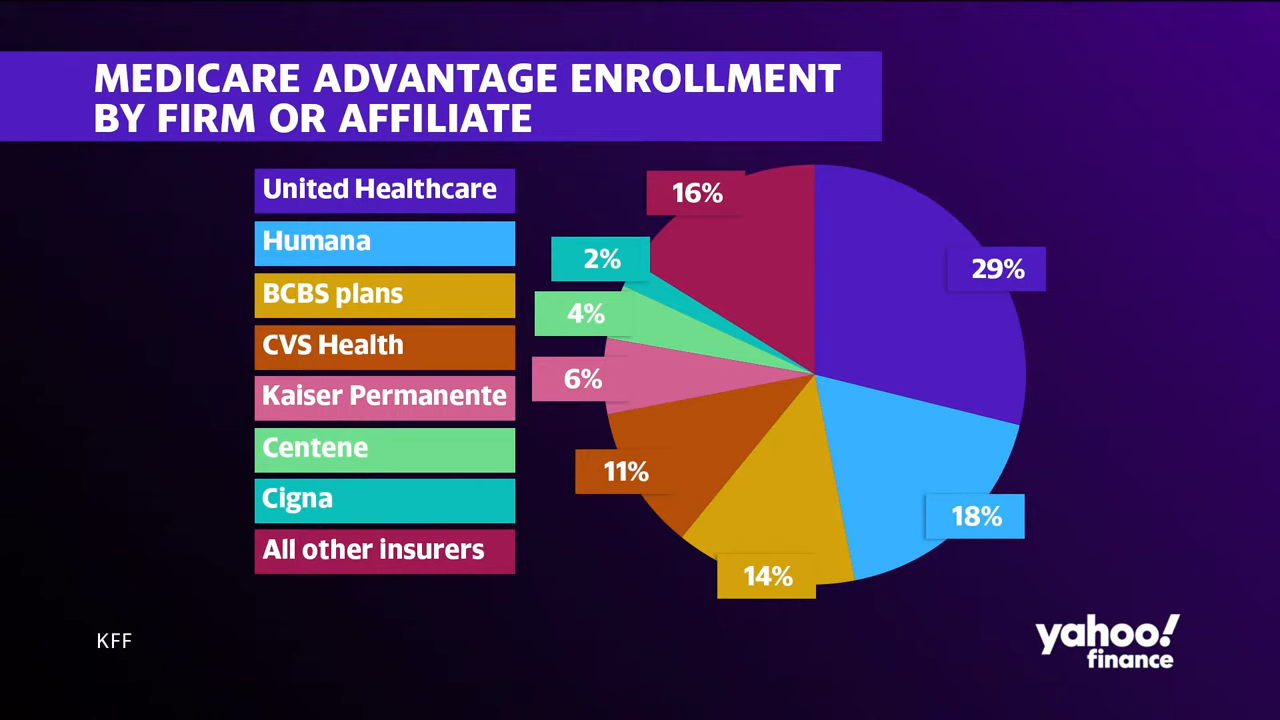 MEDICARE ADVANTAGE ENROLLMENT
BY FIRM OR AFFILIATE
United Healthcare
Humana
BCBS plans
CVS Health
Kaiser Permanente
Centene
Cigna
All other insurers
16%
2%
4%
6%
11%
14%
18%
29%
KFF
yahoo!
finance